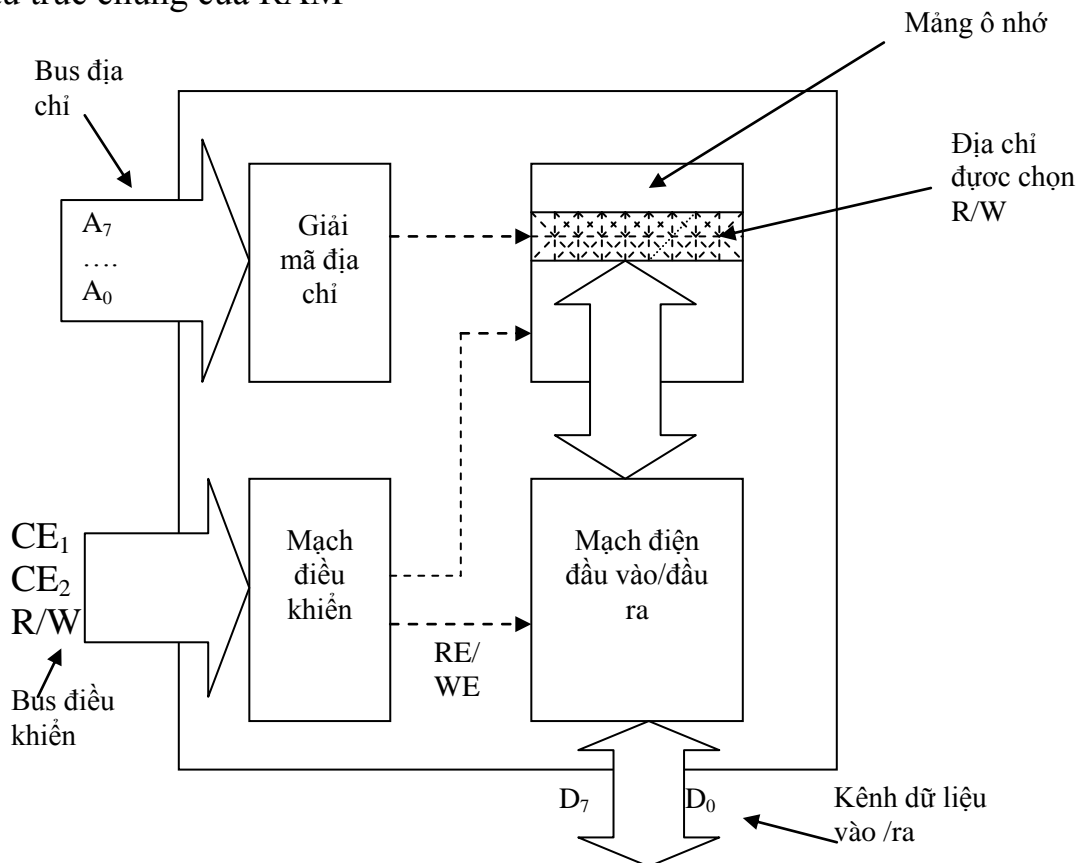 trúc chung của RAM
Mảng ô nhớ
Bus địa
chỉ
Địa chỉ
được chọn
R/W
A7
....
A0
Giải
mã địa
chỉ
CE1
CE2
R/W
Bus điều
khiển
Mạch
điều
khiển
RE/
WE
Mạch điện
đầu vào/đầu
ra
D7
D0
Kênh dữ liệu
vào /ra